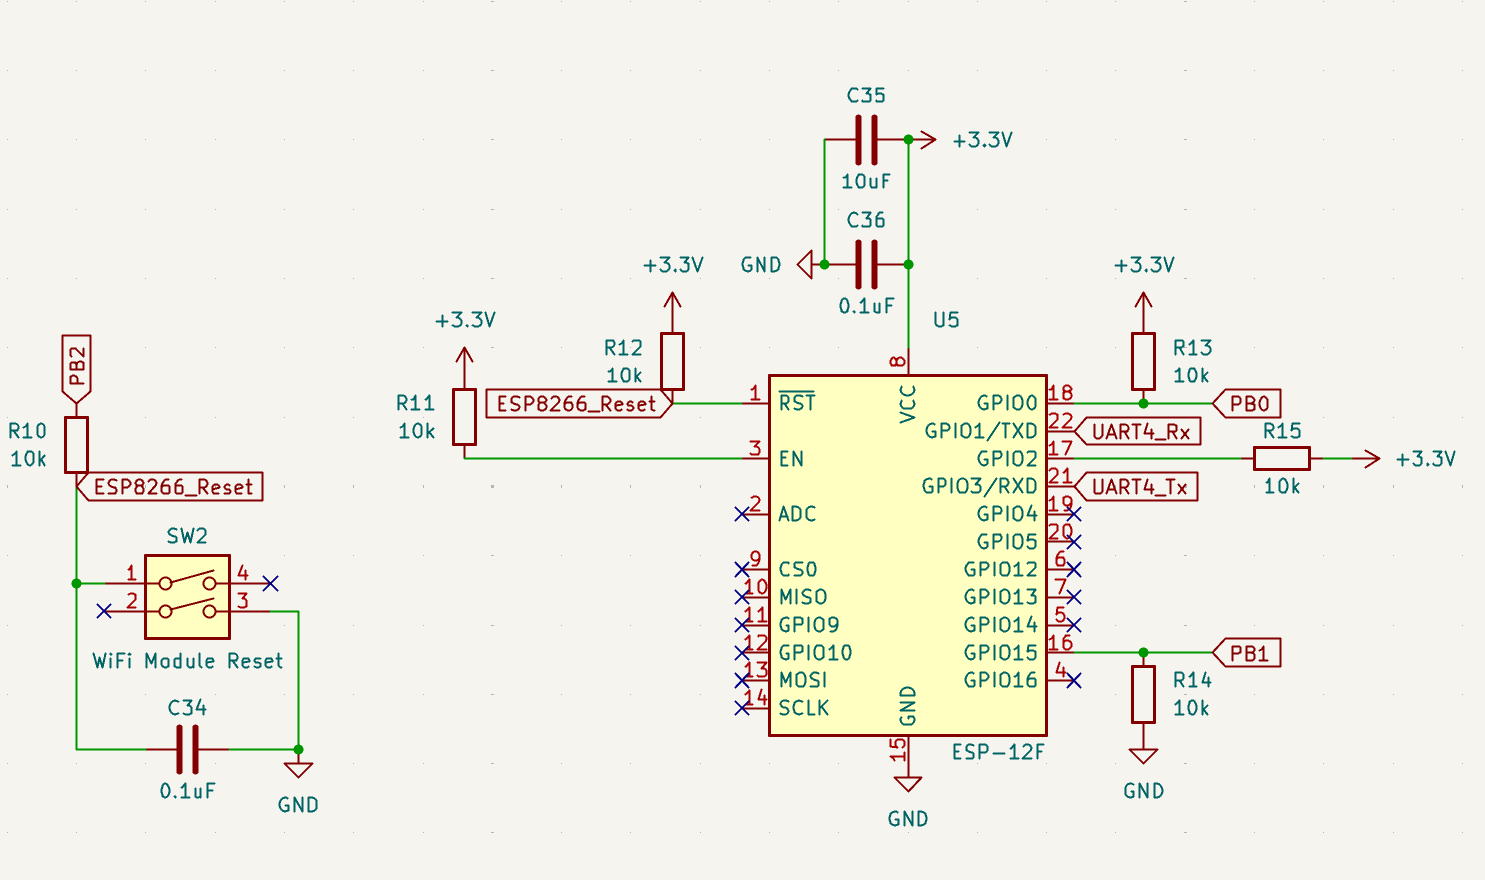 PB2
R10
10k
ESP8266_Reset
SW2
1
4
2
3
WiFi Module Reset
C34
0.1uF
GND
C35
+3.3V
10uF
C36
GND
0.1uF
+3.3V
R11
10k
+3.3V
R12
10k
ESP8266_Reset
U5
8
VCC
1
RST
3
EN
2
ADC
9
CS0
10
MISO
11
GPIO9
12
GPIO10
13
MOSI
14
SCLK
GPIO0
18
GPIO1/TXD
22
GPIO2
17
GPIO3/RXD
21
GPIO4
19
GPIO5
20
GPIO12
6
GPIO13
7
GPIO14
5
GPIO15
16
GPIO16
4
GND
15
ESP-12F
GND
+3.3V
R13
10k
PB0
UART4_Rx
R15
10k
+3.3V
UART4_Tx
PB1
R14
10k
GND